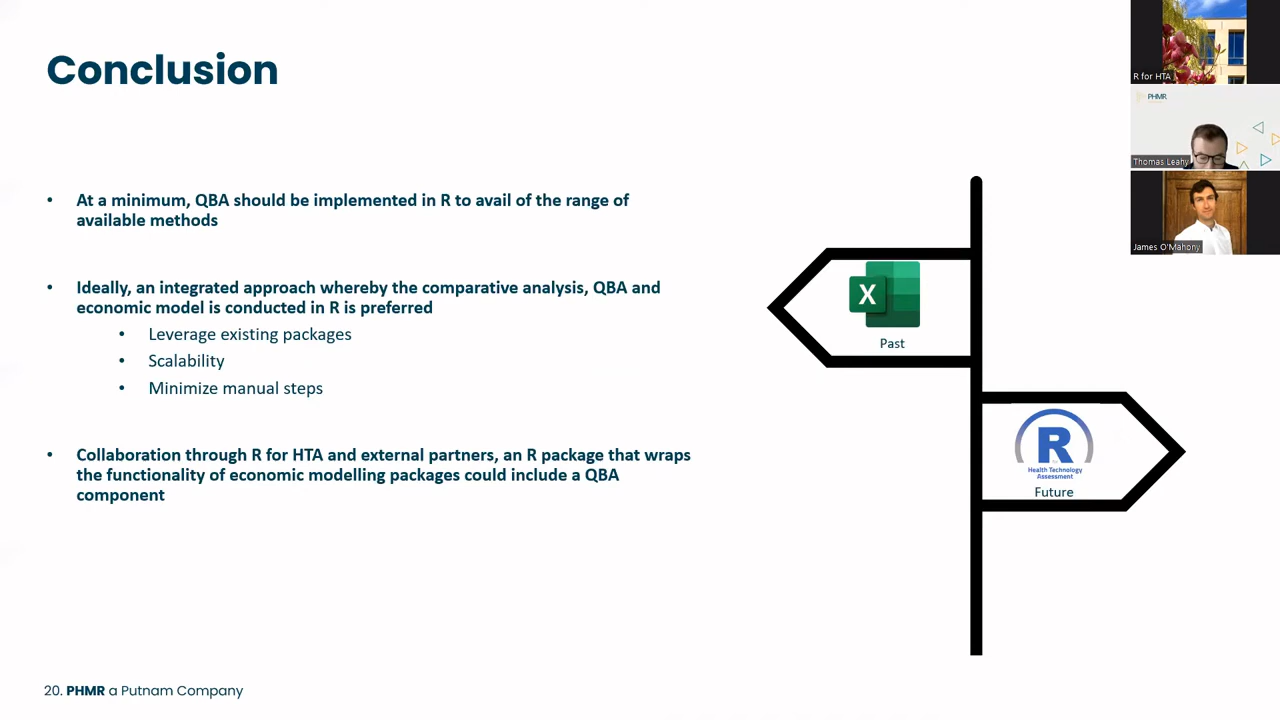 Conclusion
• At a minimum, QBA should be implemented in R to avail of the range of
available methods
• Ideally, an integrated approach whereby the comparative analysis, QBA and
economic model is conducted in R is preferred
• Leverage existing packages
• Scalability
• Minimize manual steps
• Collaboration through R for HTA and external partners, an R package that wraps
the functionality of economic modelling packages could include a QBA
component
X
Past
R
Health Technology
Assessment
Future
20. PHMR a Putnam Company
R for HTA
PHMR
Thomas Leahy
James O'Mahony